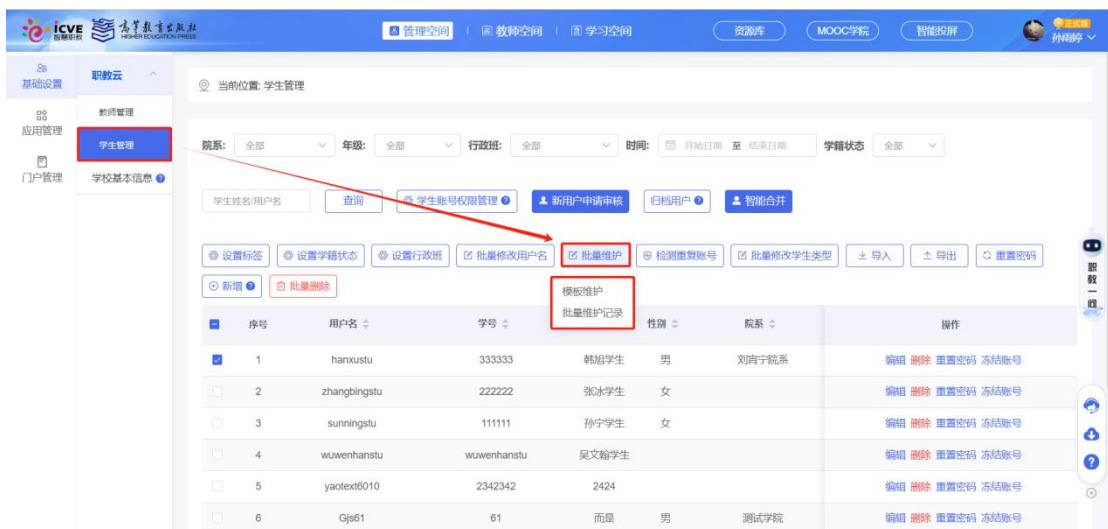 icve 智慧职教 高等教育出版社 HIGHER EDUCATION PRESS 管理空间 教师空间 学习空间 资源库 MOOC学院 智能投屏 正式版 孙雨婷
基础设置
应用管理
门户管理
职教云
教师管理
学生管理
学校基本信息
当前位置: 学生管理
院系: 全部 年级: 全部 行政班: 全部 时间: 开始日期 至 结束日期 学籍状态 全部
学生姓名/用户名 查询 学生账号权限管理 新用户申请审核 归档用户 智能合并
设置标签 设置学籍状态 设置行政班 批量修改用户名 批量维护 检测重复账号 批量修改学生类型 导入 导出 重置密码
新增 批量删除
模板维护
批量维护记录
序号 用户名 学号 性别 院系 操作
1 hanxustu 333333 韩旭学生 男 刘宵宁院系 编辑 删除 重置密码 冻结账号
2 zhangbingstu 222222 张冰学生 女 编辑 删除 重置密码 冻结账号
3 sunningstu 111111 孙宁学生 女 编辑 删除 重置密码 冻结账号
4 wuwenhanstu wuwenhanstu 吴文翰学生 编辑 删除 重置密码 冻结账号
5 yaotext6010 2342342 2424 编辑 删除 重置密码 冻结账号
6 Gjs61 61 而是 男 测试学院 编辑 删除 重置密码 冻结账号
职教一问